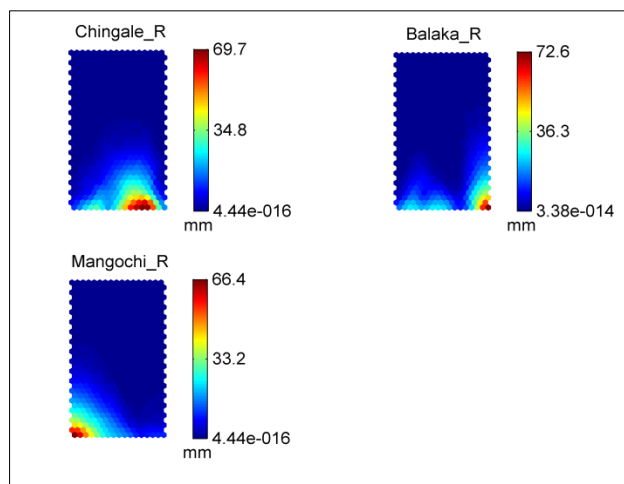 Chingale_R
69.7
34.8
4.44e-016
mm
Balaka_R
72.6
36.3
3.38e-014
mm
Mangochi_R
66.4
33.2
4.44e-016
mm